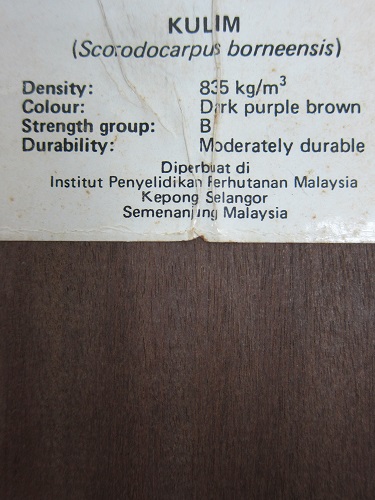 KULIM
(Scorodocarpus borneensis)
Density: 835 kg/m³
Colour: Dark purple brown
Strength group: B
Durability: Moderately durable
Diperbuat di
Institut Penyelidikan Perhutanan Malaysia
Kepong Selangor
Semenanjung Malaysia